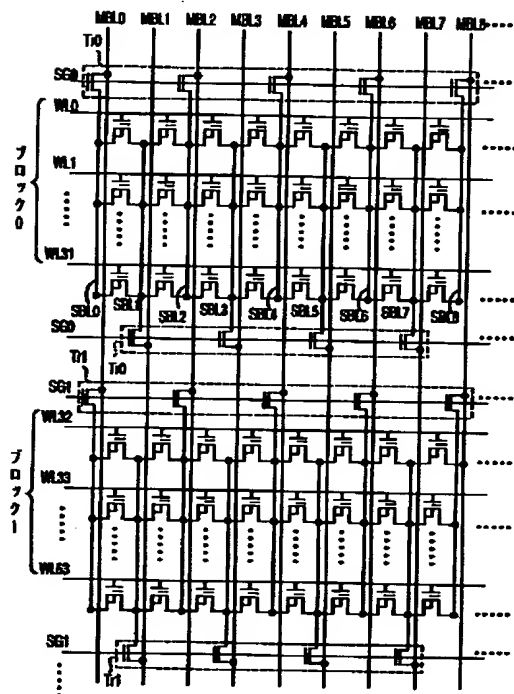 MBL0 MBL1 MBL2 MBL3 MBL4 MBL5 MBL6 MBL7 MBL8
Tr0
SG0
WL0
WL1
ブロック0
WL31
SBL0 SBL1 SBL2 SBL3 SBL4 SBL5 SBL6 SBL7 SBL8
SG0
Tr0
Tr1
SG1
WL32
WL33
ブロック1
WL63
SG1
Tr1